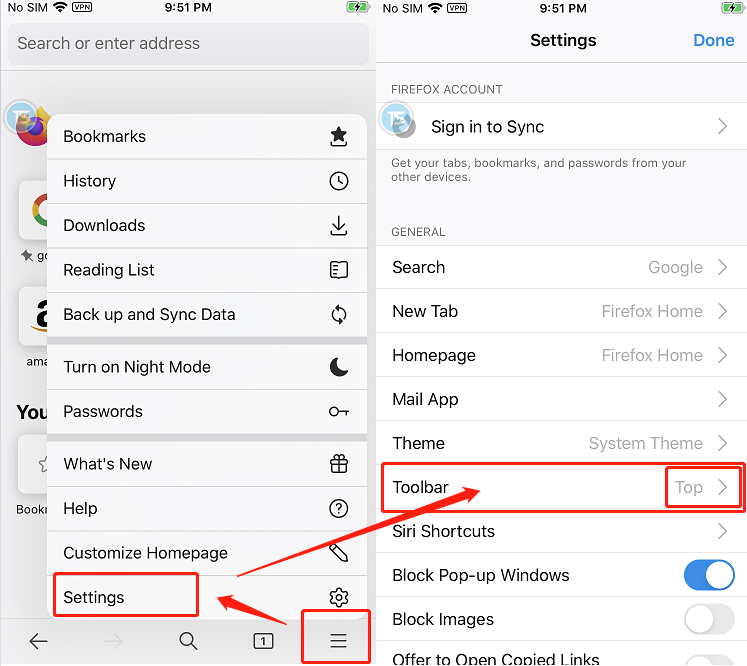 No SIM VPN 9:51 PM
Search or enter address
Bookmarks
History
Downloads
Reading List
Back up and Sync Data
Turn on Night Mode
Passwords
What's New
Help
Customize Homepage
Settings
go
ama
You
Bookn
1
No SIM VPN 9:51 PM
Settings Done
FIREFOX ACCOUNT
Sign in to Sync
Get your tabs, bookmarks, and passwords from your
other devices.
GENERAL
Search Google
New Tab Firefox Home
Homepage Firefox Home
Mail App
Theme System Theme
Toolbar Top
Siri Shortcuts
Block Pop-up Windows
Block Images
Offer to Open Copied Links